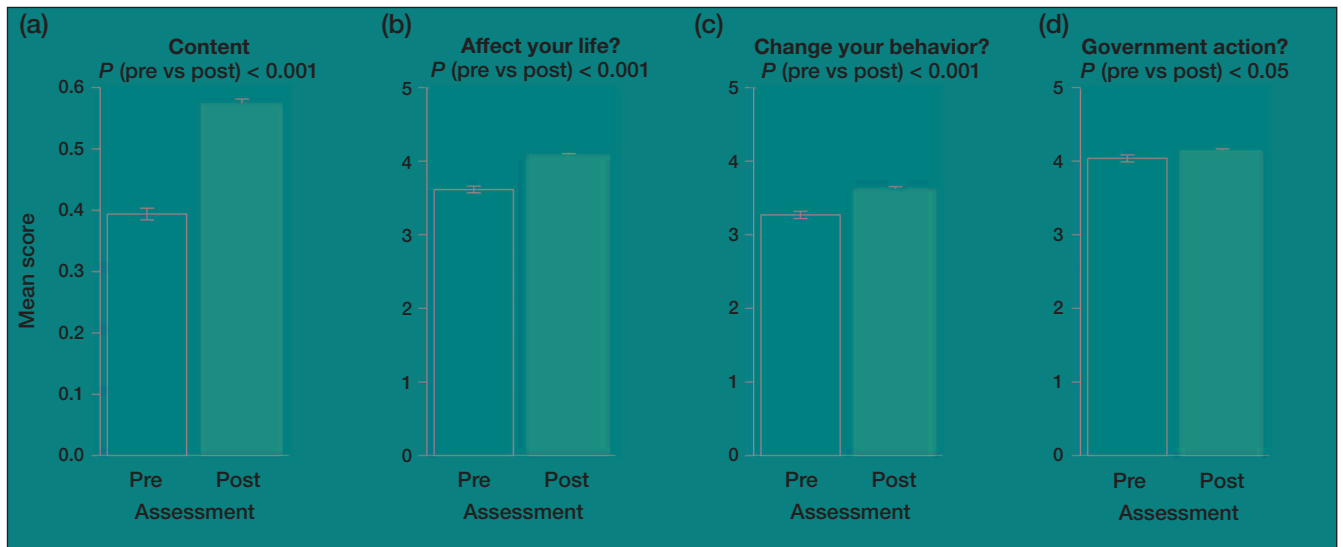 (a)
Content
P (pre vs post) < 0.001
0.6
0.5
0.4
0.3
0.2
0.1
0.0
Mean score
Pre Post
Assessment
(b)
Affect your life?
P (pre vs post) < 0.001
5
4
3
2
1
0
Pre Post
Assessment
(c)
Change your behavior?
P (pre vs post) < 0.001
5
4
3
2
1
0
Pre Post
Assessment
(d)
Government action?
P (pre vs post) < 0.05
5
4
3
2
1
0
Pre Post
Assessment